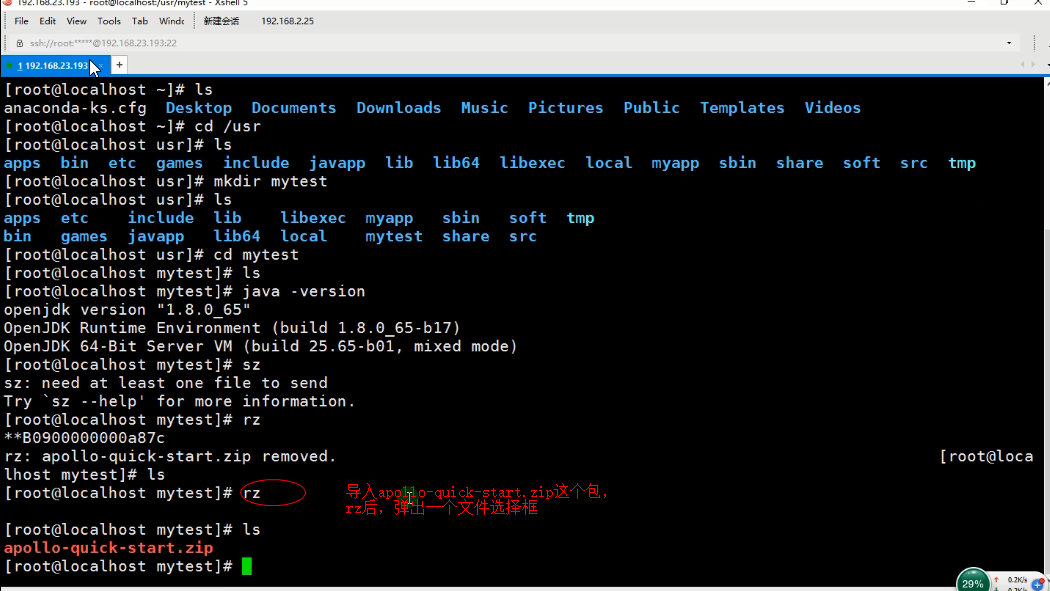 192.168.23.193 - root@localhost:/usr/mytest - Xshell 5
File Edit View Tools Tab Windo 新建会话 192.168.2.25
ssh://root:*****@192.168.23.193:22
1 192.168.23.193 +
[root@localhost ~]# ls
anaconda-ks.cfg Desktop Documents Downloads Music Pictures Public Templates Videos
[root@localhost ~]# cd /usr
[root@localhost usr]# ls
apps bin etc games include javapp lib lib64 libexec local myapp sbin share soft src tmp
[root@localhost usr]# mkdir mytest
[root@localhost usr]# ls
apps etc include lib libexec myapp sbin soft tmp
bin games javapp lib64 local mytest share src
[root@localhost usr]# cd mytest
[root@localhost mytest]# ls
[root@localhost mytest]# java -version
openjdk version "1.8.0_65"
OpenJDK Runtime Environment (build 1.8.0_65-b17)
OpenJDK 64-Bit Server VM (build 25.65-b01, mixed mode)
[root@localhost mytest]# sz
sz: need at least one file to send
Try `sz --help' for more information.
[root@localhost mytest]# rz
**B0900000000a87c
rz: apollo-quick-start.zip removed. [root@loca
lhost mytest]# ls
[root@localhost mytest]# rz 导入apollo-quick-start.zip这个包，
rz后，弹出一个文件选择框
[root@localhost mytest]# ls
apollo-quick-start.zip
[root@localhost mytest]#
29% 0.2K/s
0.2K/s